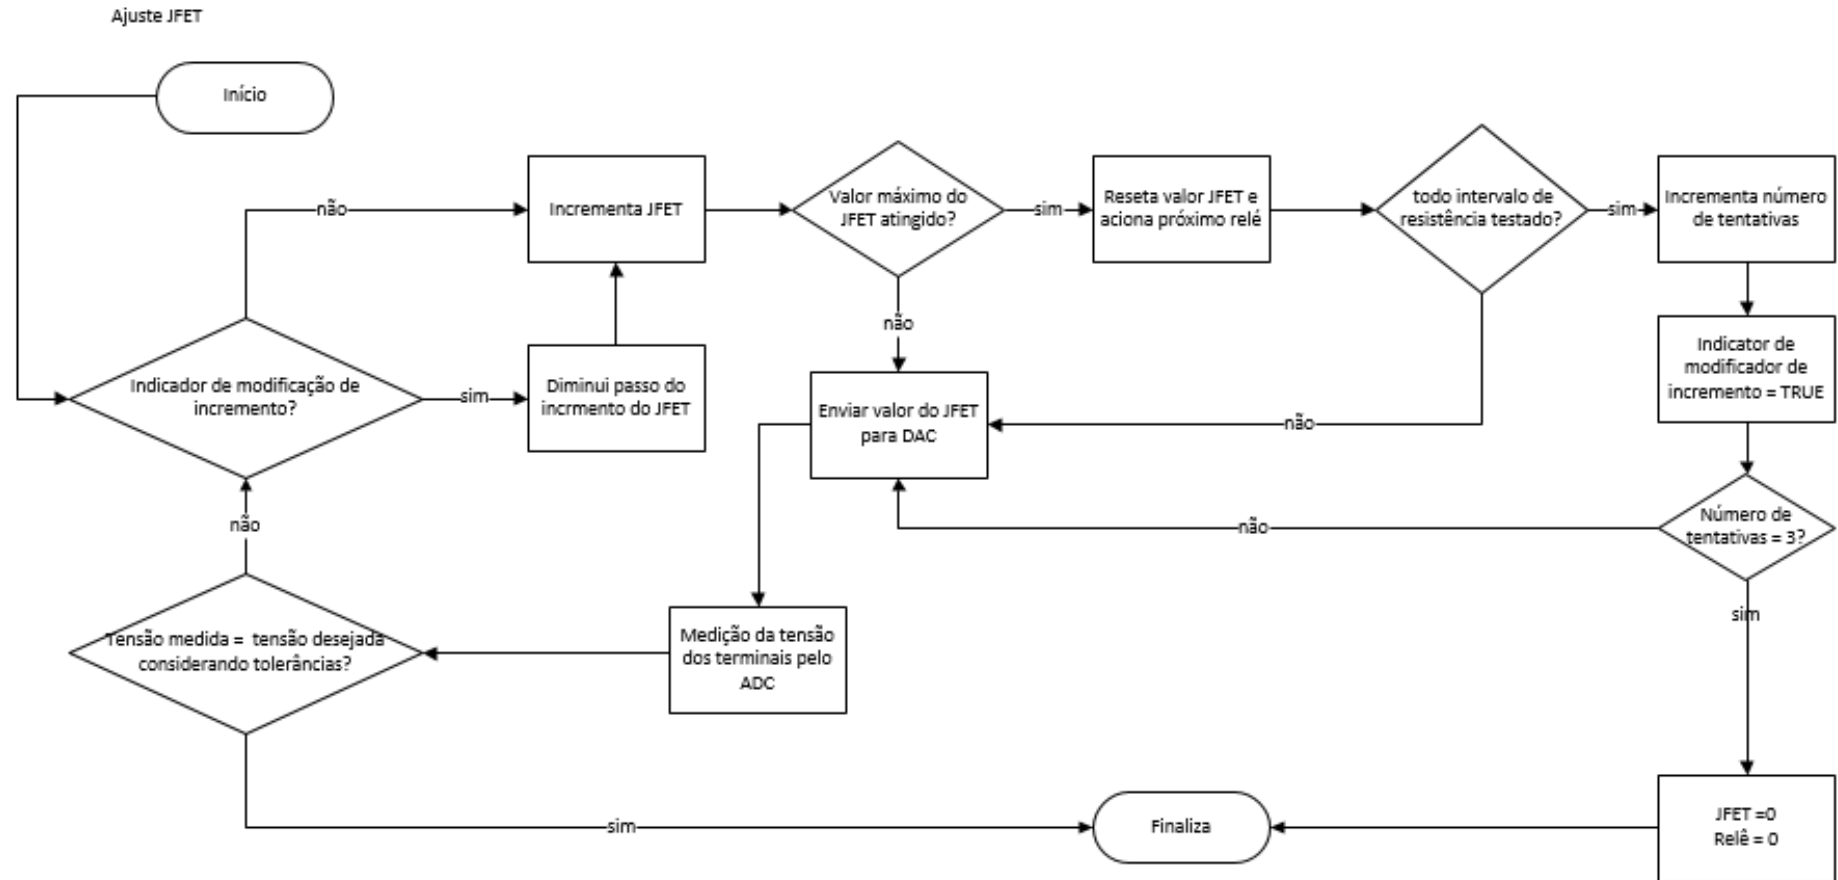 Ajuste JFET
Início
não
Incrementa JFET
Valor máximo do
JFET atingido?
sim
Reseta valor JFET e
aciona próximo relé
todo intervalo de
resistência testado?
sim
Incrementa número
de tentativas
não
Indicador de modificação de
incremento?
sim
Diminui passo do
incrmento do JFET
Enviar valor do JFET
para DAC
não
Indicator de
modificador de
incremento = TRUE
não
não
Número de
tentativas = 3?
sim
Tensão medida =  tensão desejada
considerando tolerâncias?
Medição da tensão
dos terminais pelo
ADC
sim
Finaliza
JFET =0
Relê = 0